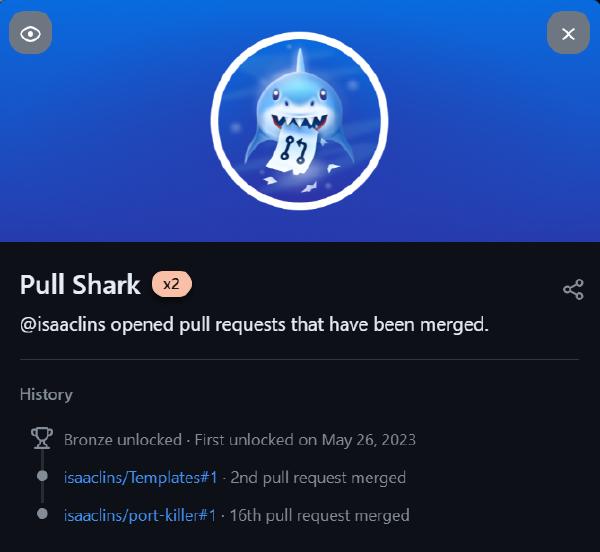 Pull Shark x2
@isaaclins opened pull requests that have been merged.
History
Bronze unlocked · First unlocked on May 26, 2023
isaaclins/Templates#1 · 2nd pull request merged
isaaclins/port-killer#1 · 16th pull request merged